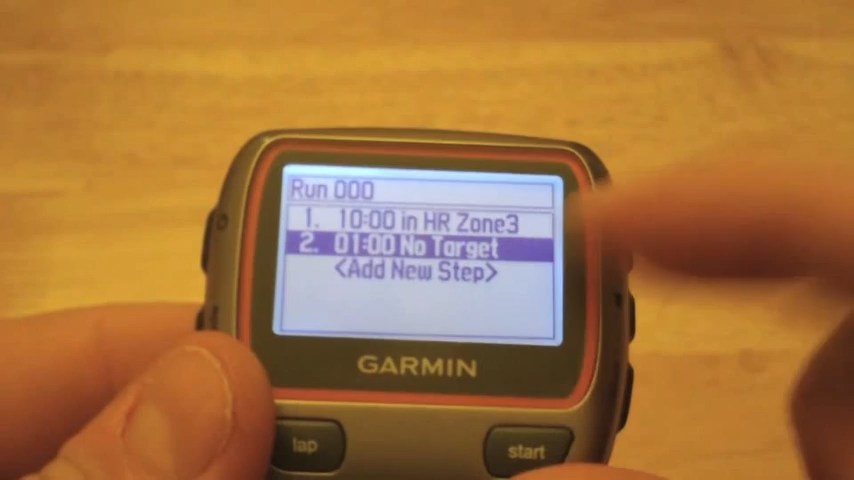 Run 000
1. 10:00 in HR Zone3
2. 01:00 No Target
<Add New Step>
GARMIN
lap
start